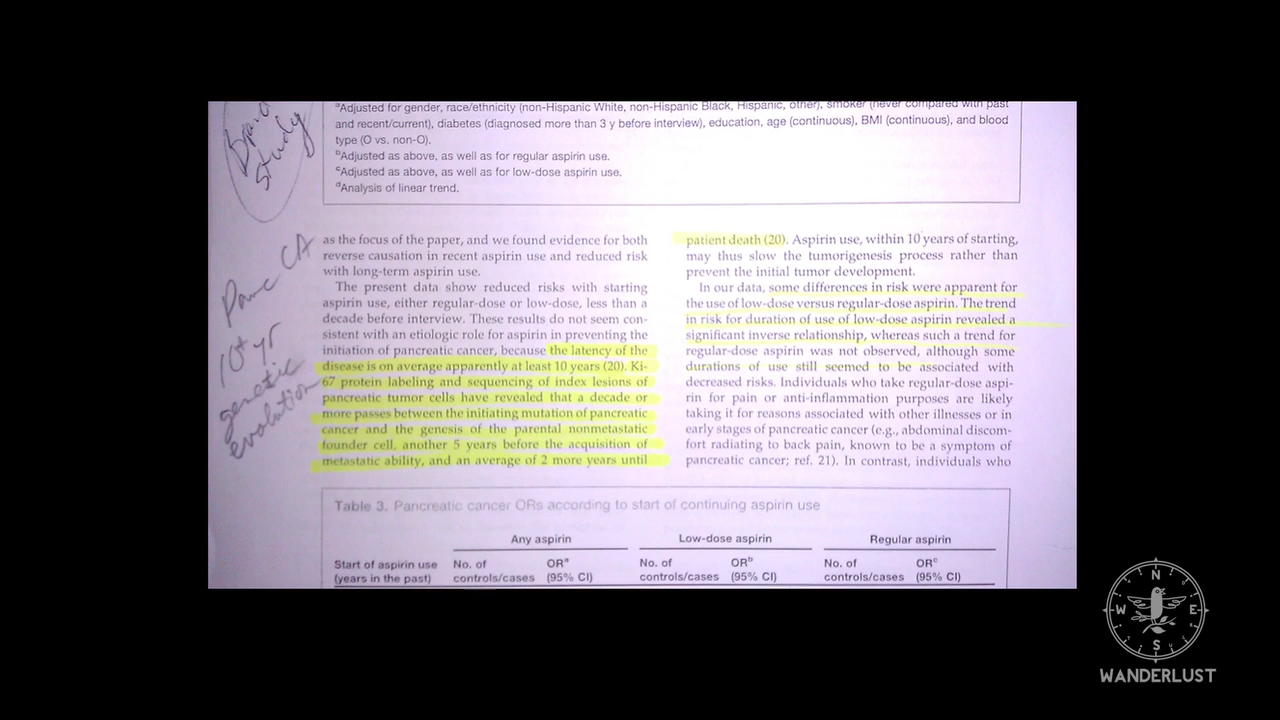 Study
ᵃAdjusted for gender, race/ethnicity (non-Hispanic White, non-Hispanic Black, Hispanic, other), smoker (never compared with past
and recent/current), diabetes (diagnosed more than 3 y before interview), education, age (continuous), BMI (continuous), and blood
type (O vs. non-O).
ᵇAdjusted as above, as well as for regular aspirin use.
ᶜAdjusted as above, as well as for low-dose aspirin use.
ᵈAnalysis of linear trend.
Panc CA
10+ yr
genetic
evolution
as the focus of the paper, and we found evidence for both
reverse causation in recent aspirin use and reduced risk
with long-term aspirin use.
The present data show reduced risks with starting
aspirin use, either regular-dose or low-dose, less than a
decade before interview. These results do not seem con-
sistent with an etiologic role for aspirin in preventing the
initiation of pancreatic cancer, because the latency of the
disease is on average apparently at least 10 years (20). Ki-
67 protein labeling and sequencing of index lesions of
pancreatic tumor cells have revealed that a decade or
more passes between the initiating mutation of pancreatic
cancer and the genesis of the parental nonmetastatic
founder cell, another 5 years before the acquisition of
metastatic ability, and an average of 2 more years until
patient death (20). Aspirin use, within 10 years of starting,
may thus slow the tumorigenesis process rather than
prevent the initial tumor development.
In our data, some differences in risk were apparent for
the use of low-dose versus regular-dose aspirin. The trend
in risk for duration of use of low-dose aspirin revealed a
significant inverse relationship, whereas such a trend for
regular-dose aspirin was not observed, although some
durations of use still seemed to be associated with
decreased risks. Individuals who take regular-dose aspi-
rin for pain or anti-inflammation purposes are likely
taking it for reasons associated with other illnesses or in
early stages of pancreatic cancer (e.g., abdominal discom-
fort radiating to back pain, known to be a symptom of
pancreatic cancer; ref. 21). In contrast, individuals who
Table 3. Pancreatic cancer ORs according to start of continuing aspirin use
Any aspirin Low-dose aspirin Regular aspirin
Start of aspirin use No. of ORᵃ No. of ORᵇ No. of ORᶜ
(years in the past) controls/cases (95% CI) controls/cases (95% CI) controls/cases (95% CI)
N
W E
S
WANDERLUST